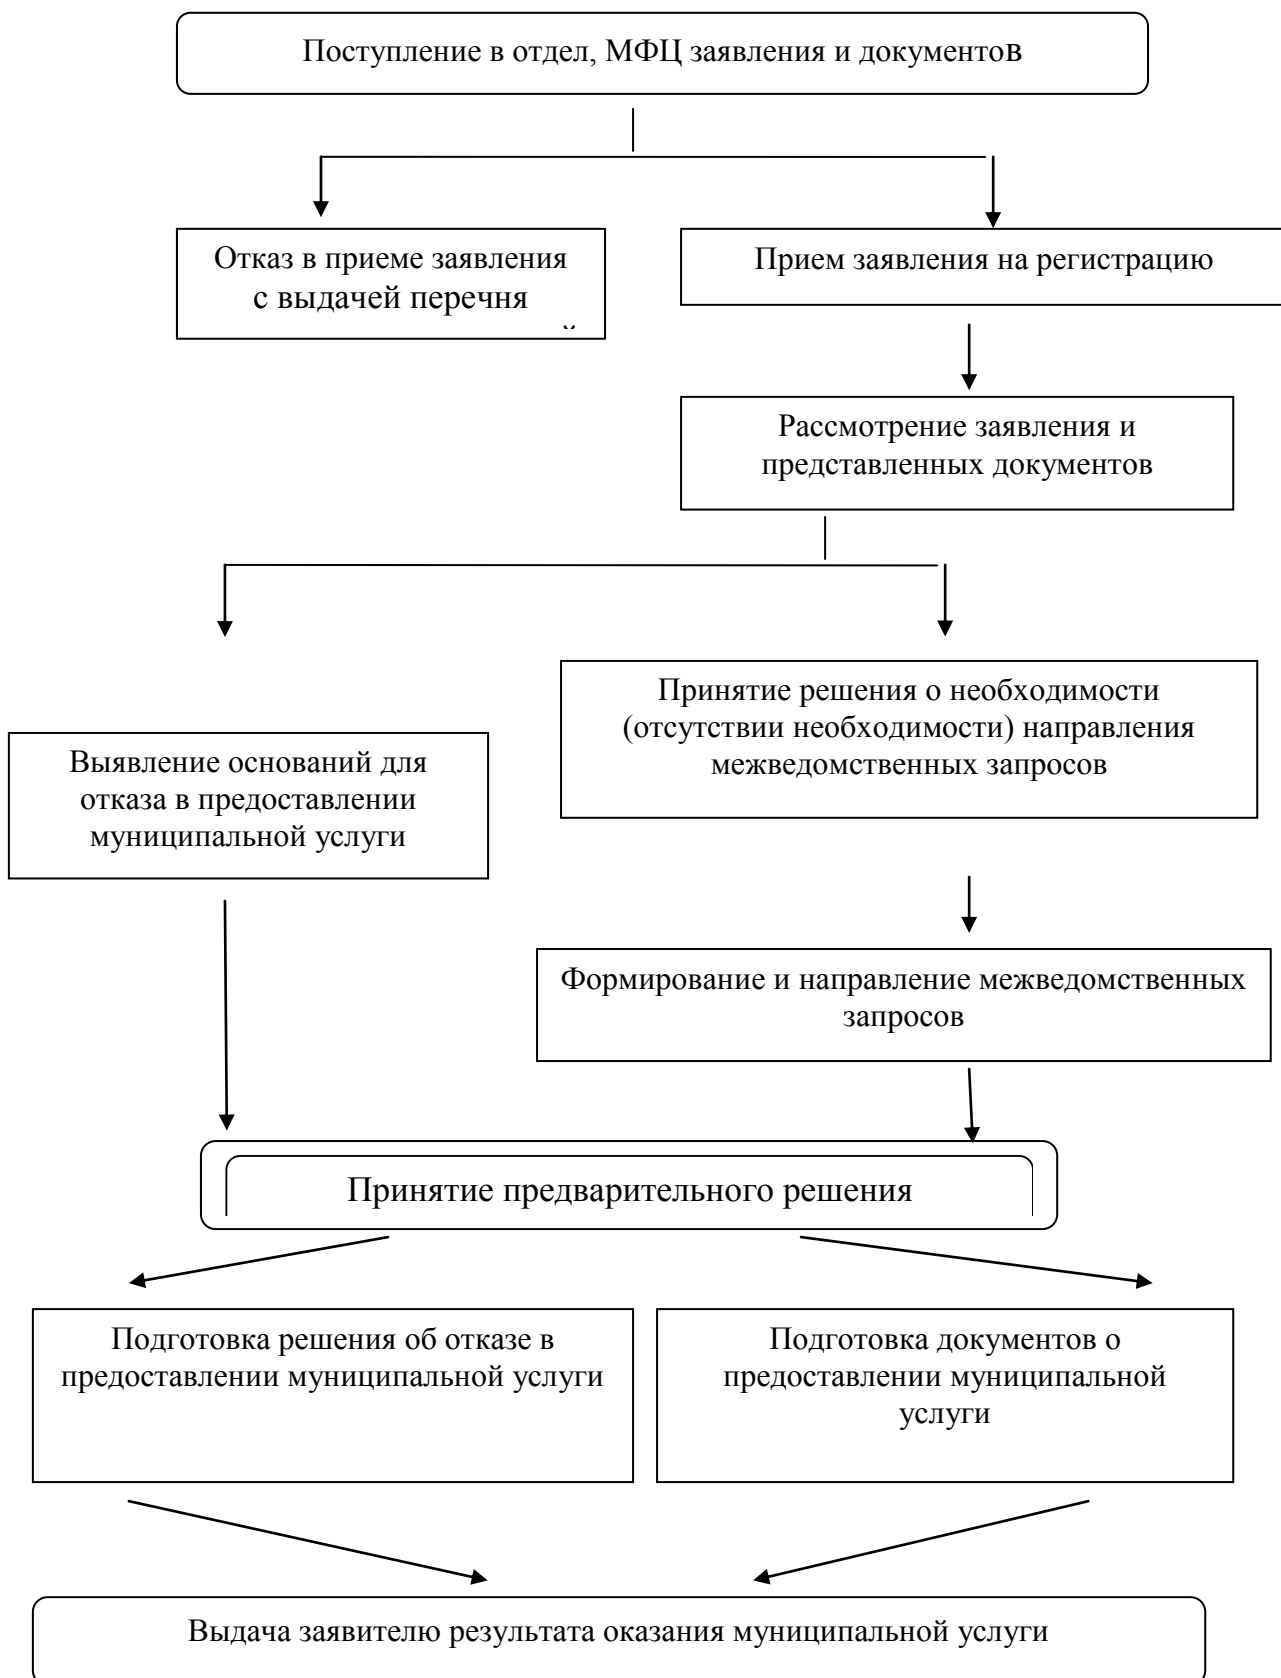 Поступление в отдел, МФЦ заявления и документов
Отказ в приеме заявления
с выдачей перечня
Прием заявления на регистрацию
Рассмотрение заявления и
представленных документов
Принятие решения о необходимости
(отсутствии необходимости) направления
межведомственных запросов
Выявление оснований для
отказа в предоставлении
муниципальной услуги
Формирование и направление межведомственных
запросов
Принятие предварительного решения
Подготовка решения об отказе в
предоставлении муниципальной услуги
Подготовка документов о
предоставлении муниципальной
услуги
Выдача заявителю результата оказания муниципальной услуги